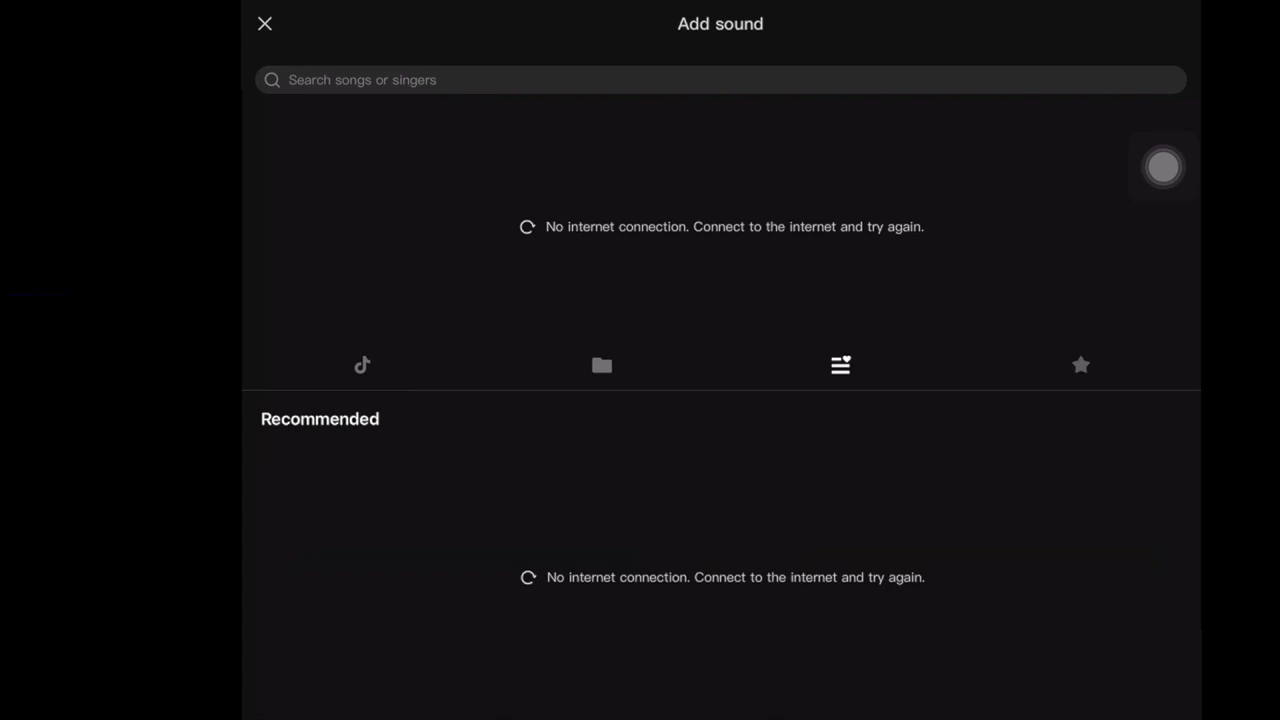 Add sound
Search songs or singers
No internet connection. Connect to the internet and try again.
Recommended
No internet connection. Connect to the internet and try again.